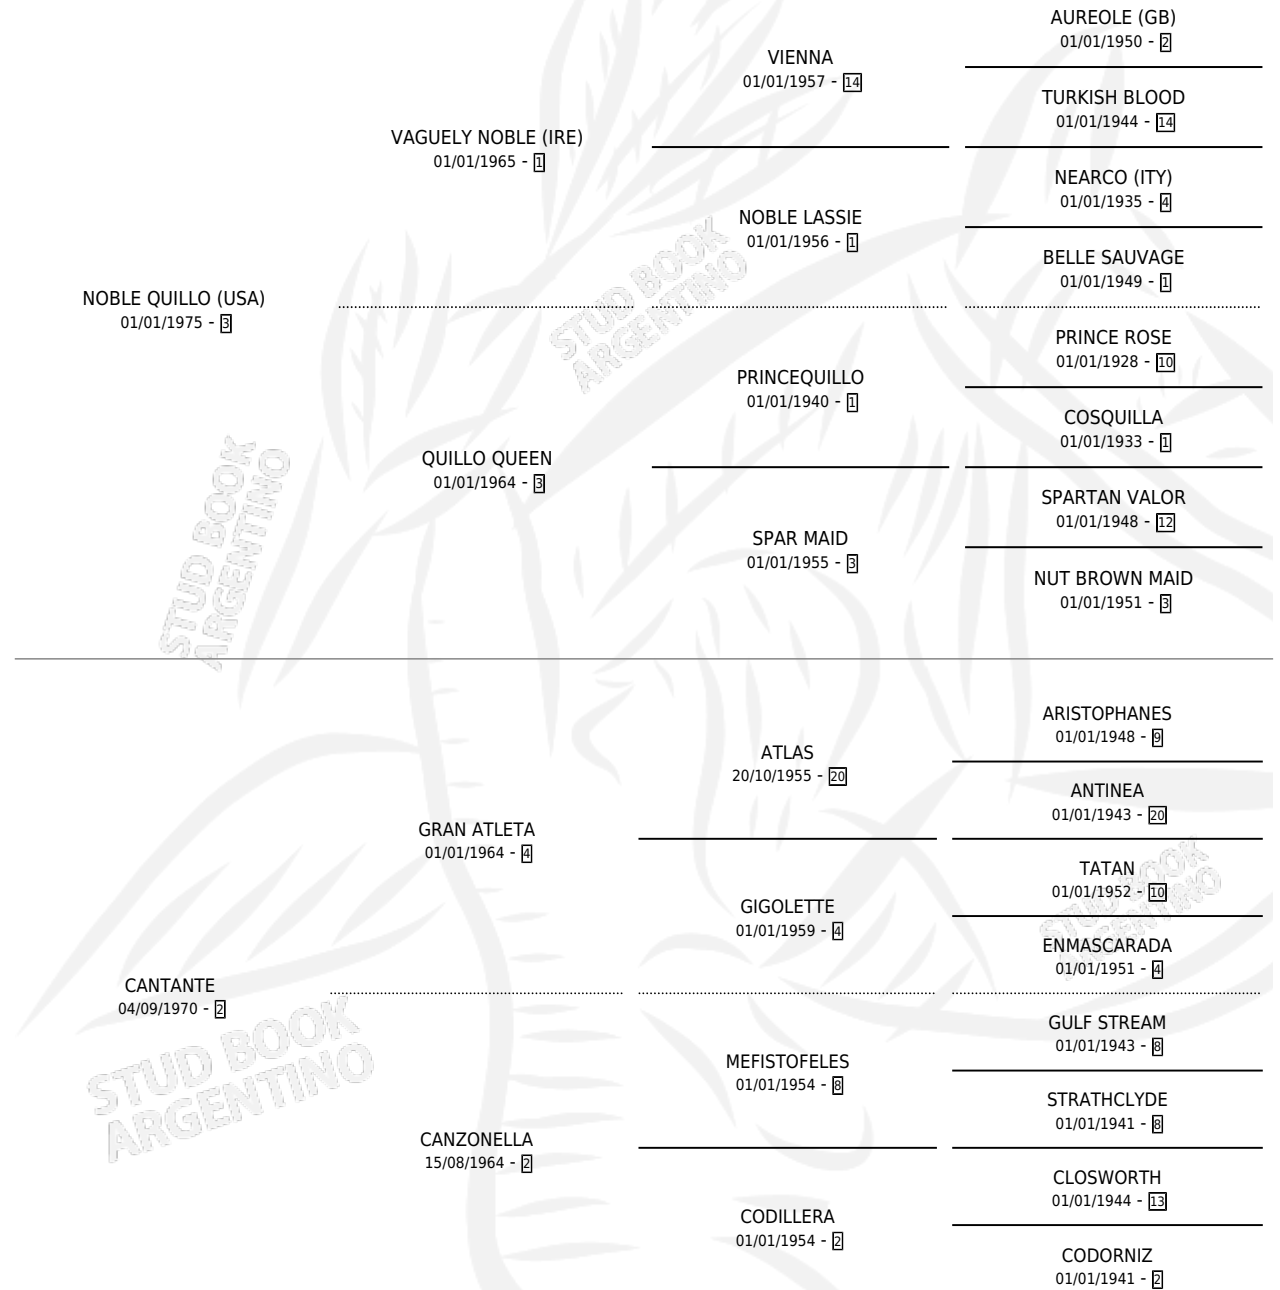 AUREOLE (GB)
01/01/1950 - 2
VIENNA
01/01/1957 - 14
TURKISH BLOOD
01/01/1944 - 14
VAGUELY NOBLE (IRE)
01/01/1965 - 1
NEARCO (ITY)
01/01/1935 - 4
NOBLE LASSIE
01/01/1956 - 1
BELLE SAUVAGE
01/01/1949 - 1
NOBLE QUILLO (USA)
01/01/1975 - 3
PRINCE ROSE
01/01/1928 - 10
PRINCEQUILLO
01/01/1940 - 1
COSQUILLA
01/01/1933 - 1
QUILLO QUEEN
01/01/1964 - 3
SPARTAN VALOR
01/01/1948 - 12
SPAR MAID
01/01/1955 - 3
NUT BROWN MAID
01/01/1951 - 3
STUD BOOK
ARGENTINO
STUD BOOK
ARGENTINO
ARISTOPHANES
01/01/1948 - 9
ATLAS
20/10/1955 - 20
ANTINEA
01/01/1943 - 20
GRAN ATLETA
01/01/1964 - 4
TATAN
01/01/1952 - 10
GIGOLETTE
01/01/1959 - 4
ENMASCARADA
01/01/1951 - 4
CANTANTE
04/09/1970 - 2
GULF STREAM
01/01/1943 - 8
MEFISTOFELES
01/01/1954 - 8
STRATHCLYDE
01/01/1941 - 8
CANZONELLA
15/08/1964 - 2
CLOSWORTH
01/01/1944 - 13
CODILLERA
01/01/1954 - 2
CODORNIZ
01/01/1941 - 2
STUD BOOK
ARGENTINO
STUD BOOK
ARGENTINO